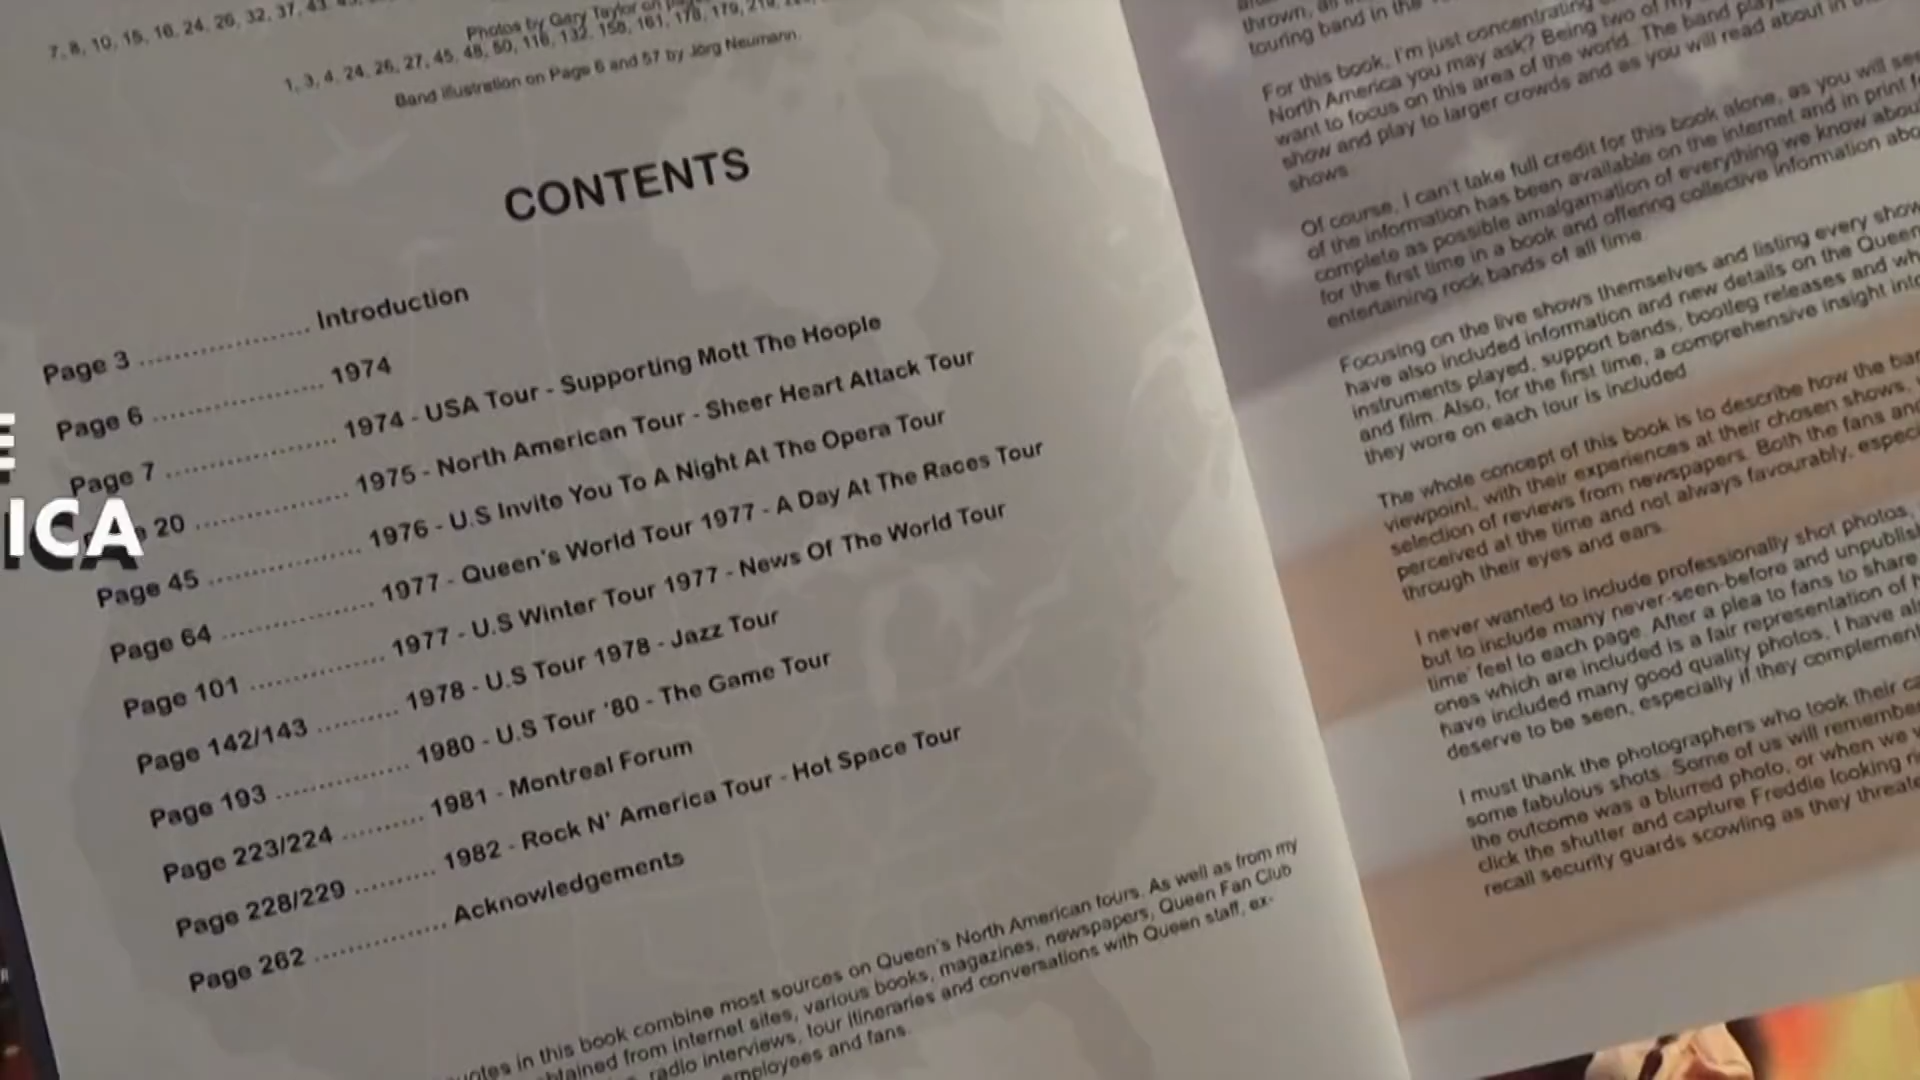 7, 8, 10, 15, 16, 24, 26, 32, 37, 43,
Photos by Gary Taylor on
1, 3, 4, 24, 26, 27, 45, 48, 50, 116, 132, 150, 161, 178, 179,
Band illustration on Page 6 and 57 by Jörg Neumann.
CONTENTS
Page 3 .................... Introduction
Page 6 .................... 1974
Page 7 .................... 1974 - USA Tour - Supporting Mott The Hoople
20 .................... 1975 - North American Tour - Sheer Heart Attack Tour
Page 45 .................... 1976 - U.S Invite You To A Night At The Opera Tour
Page 64 .................... 1977 - Queen's World Tour 1977 - A Day At The Races Tour
Page 101 .................. 1977 - U.S Winter Tour 1977 - News Of The World Tour
Page 142/143 .......... 1978 - U.S Tour 1978 - Jazz Tour
Page 193 .................. 1980 - U.S Tour '80 - The Game Tour
Page 223/224 .......... 1981 - Montreal Forum
Page 228/229 .......... 1982 - Rock N' America Tour - Hot Space Tour
Page 262 .................. Acknowledgements
in this book combine most sources on Queen's North American tours. As well as from my
from internet sites, various books, magazines, newspapers, Queen Fan Club
radio interviews, tour itineraries and conversations with Queen staff, ex-
employees and fans.
ICA
thrown,
touring band in the
For this book, I'm just concentrating
North America you may ask? Being two of my
want to focus on this area of the world. The band
show and play to larger crowds and as you will read about in
shows.
Of course, I can't take full credit for this book alone, as you will see
of the information has been available on the internet and in print
complete as possible amalgamation of everything we know about
for the first time in a book and offering collective information
entertaining rock bands of all time.
Focusing on the live shows themselves and listing every show
have also included information and new details on the Queen
instruments played, support bands, bootleg releases and
and film. Also, for the first time, a comprehensive insight
they wore on each tour is included.
The whole concept of this book is to describe how the
viewpoint, with their experiences at their chosen shows,
selection of reviews from newspapers. Both the fans and
perceived at the time and not always favourably,
through their eyes and ears.
I never wanted to include professionally shot photos,
but to include many never-seen-before and
time' feel to each page. After a plea to fans to share
ones which are included is a fair representation of
have included many good quality photos, I have
deserve to be seen, especially if they complement
I must thank the photographers who took their
some fabulous shots. Some of us will remember
the outcome was a blurred photo, or when we
click the shutter and capture Freddie looking
recall security guards scowling as they